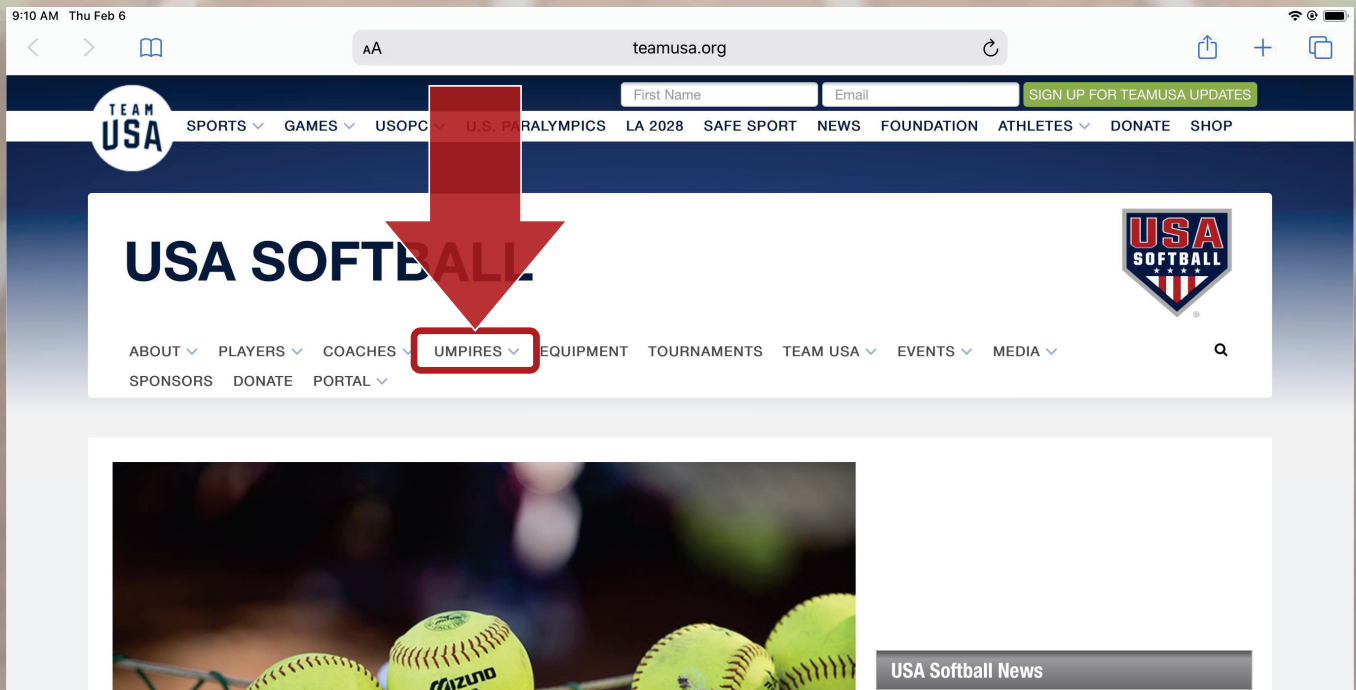 9:10 AM Thu Feb 6
AA teamusa.org
First Name Email SIGN UP FOR TEAMUSA UPDATES
TEAM USA
SPORTS GAMES USOPC U.S. PARALYMPICS LA 2028 SAFE SPORT NEWS FOUNDATION ATHLETES DONATE SHOP
USA SOFTBALL
USA
SOFTBALL
®
ABOUT PLAYERS COACHES UMPIRES EQUIPMENT TOURNAMENTS TEAM USA EVENTS MEDIA
SPONSORS DONATE PORTAL
MIZUNO
USA Softball News